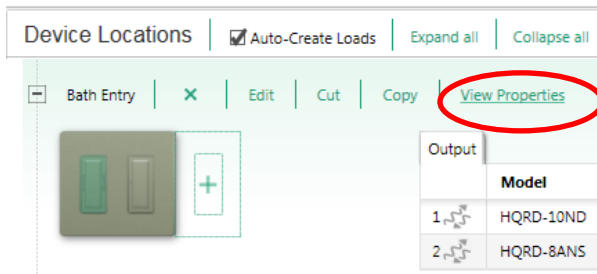 Device Locations Auto-Create Loads Expand all Collapse all
Bath Entry × Edit Cut Copy View Properties
Output
Model
1 HQRD-10ND
2 HQRD-8ANS